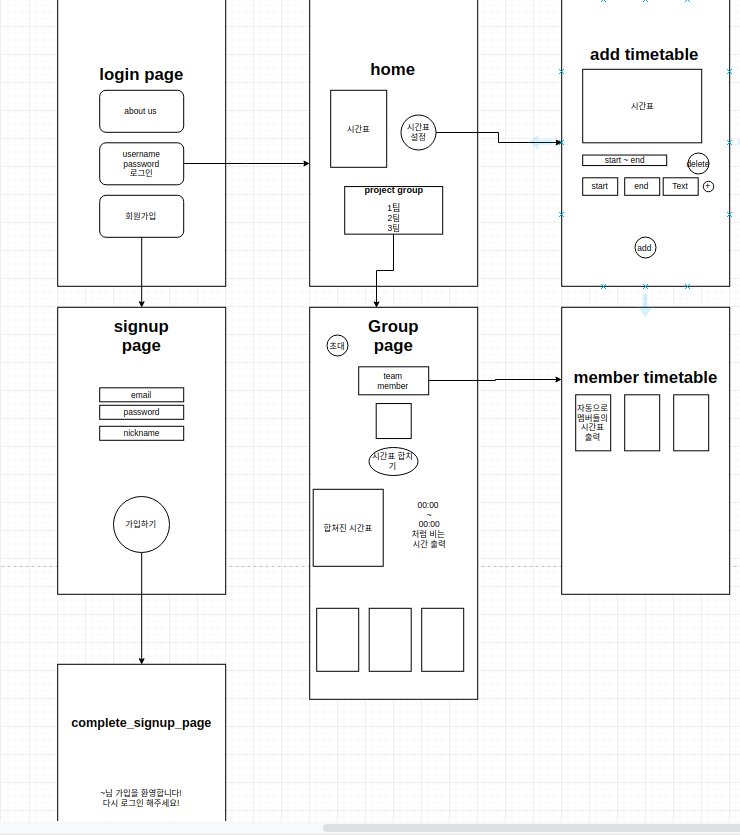 login page
about us
username
password
로그인
회원가입
home
시간표
시간표
설정
project group
1팀
2팀
3팀
add timetable
시간표
start ~ end
delete
start
end
Text
+
add
signup
page
email
password
nickname
가입하기
Group
page
초대
team
member
시간표 합치
기
합쳐진 시간표
00:00
~
00:00
처럼 비는
시간 출력
member timetable
자동으로
멤버들의
시간표
출력
complete_signup_page
~님 가입을 환영합니다!
다시 로그인 해주세요!